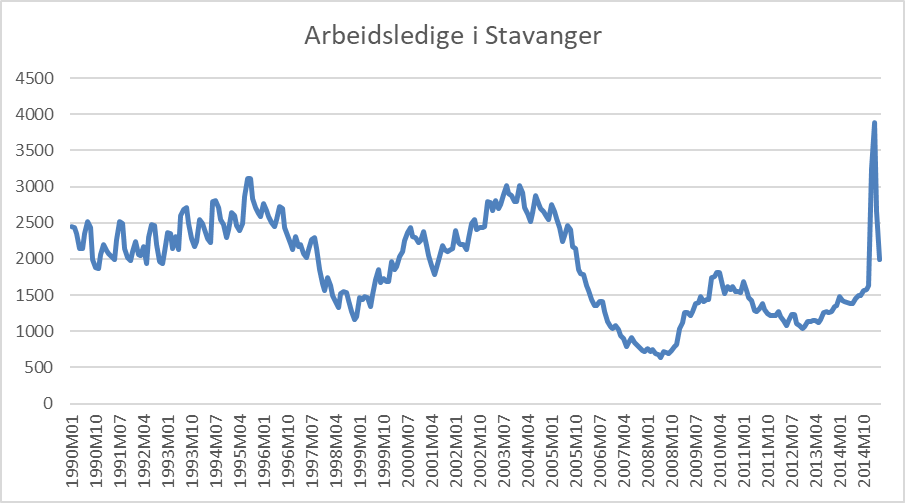 Arbeidsledige i Stavanger
4500
4000
3500
3000
2500
2000
1500
1000
500
0
1990M01
1990M10
1991M07
1992M04
1993M01
1993M10
1994M07
1995M04
1996M01
1996M10
1997M07
1998M04
1999M01
1999M10
2000M07
2001M04
2002M01
2002M10
2003M07
2004M04
2005M01
2005M10
2006M07
2007M04
2008M01
2008M10
2009M07
2010M04
2011M01
2011M10
2012M07
2013M04
2014M01
2014M10